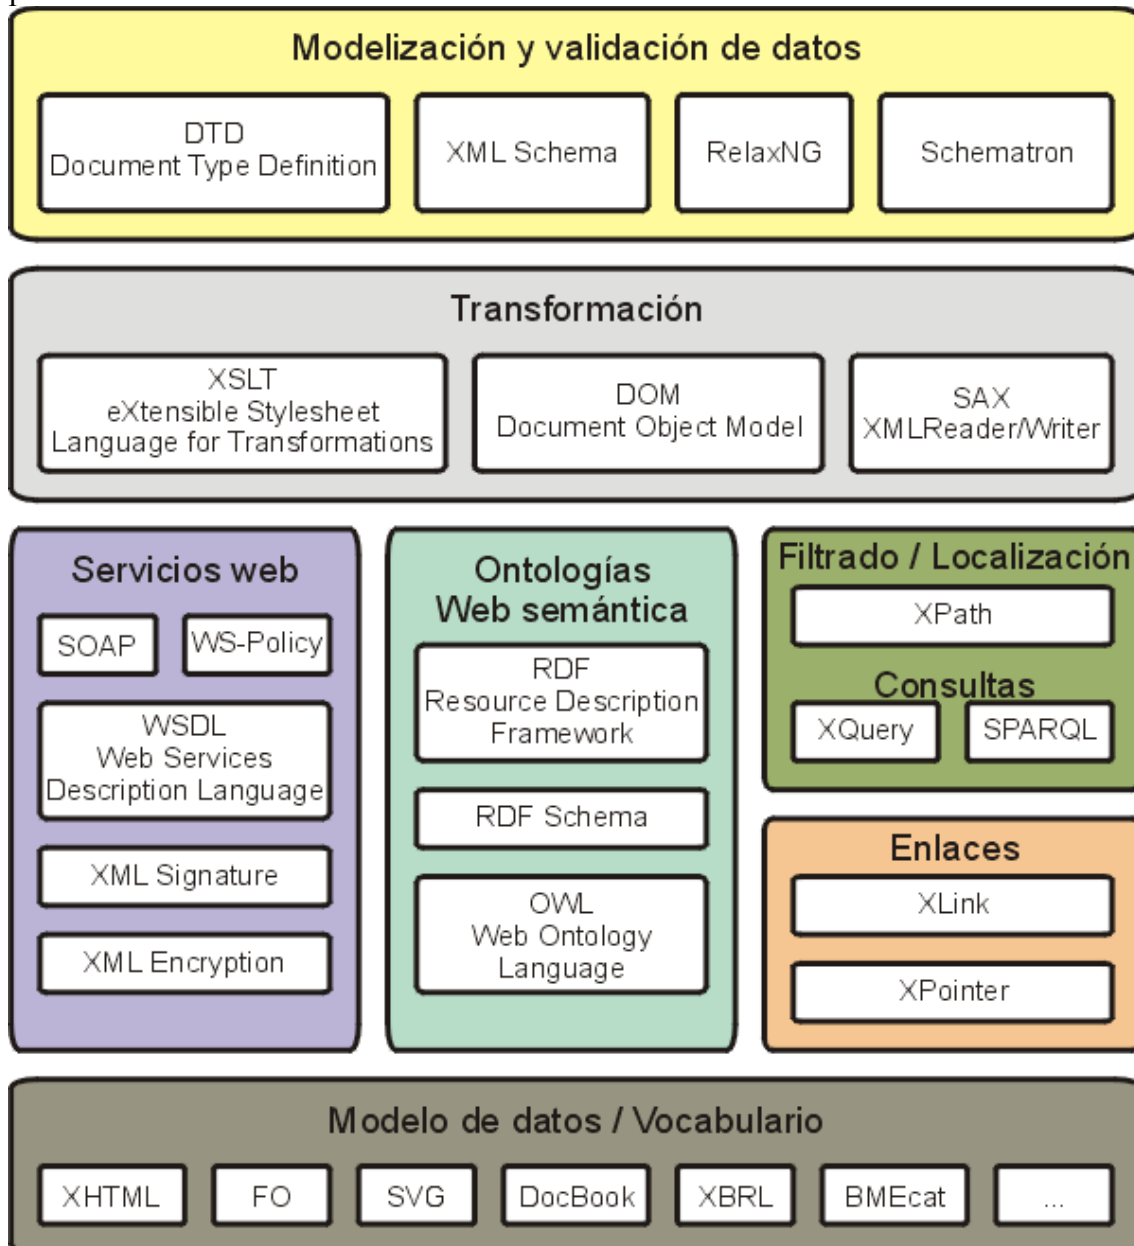 Modelización y validación de datos
DTD
Document Type Definition
XML Schema
RelaxNG
Schematron
Transformación
XSLT
eXtensible Stylesheet
Language for Transformations
DOM
Document Object Model
SAX
XMLReader/Writer
Servicios web
SOAP
WS-Policy
WSDL
Web Services
Description Language
XML Signature
XML Encryption
Ontologías
Web semántica
RDF
Resource Description
Framework
RDF Schema
OWL
Web Ontology
Language
Filtrado / Localización
XPath
Consultas
XQuery
SPARQL
Enlaces
XLink
XPointer
Modelo de datos / Vocabulario
XHTML
FO
SVG
DocBook
XBRL
BMEcat
...